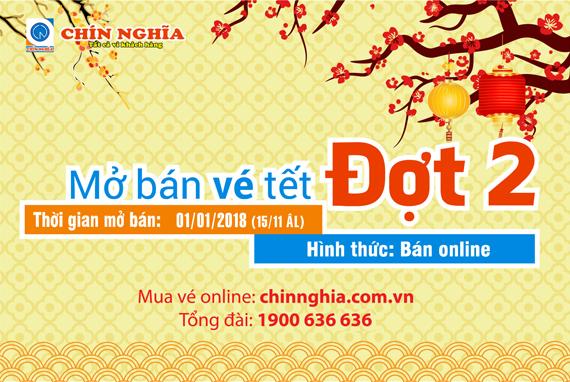 CHÍN NGHĨA
Tất cả vì khách hàng
Mở bán vé tết Đợt 2
Thời gian mở bán: 01/01/2018 (15/11 ÂL)
Hình thức: Bán online
Mua vé online: chinnghia.com.vn
Tổng đài: 1900 636 636